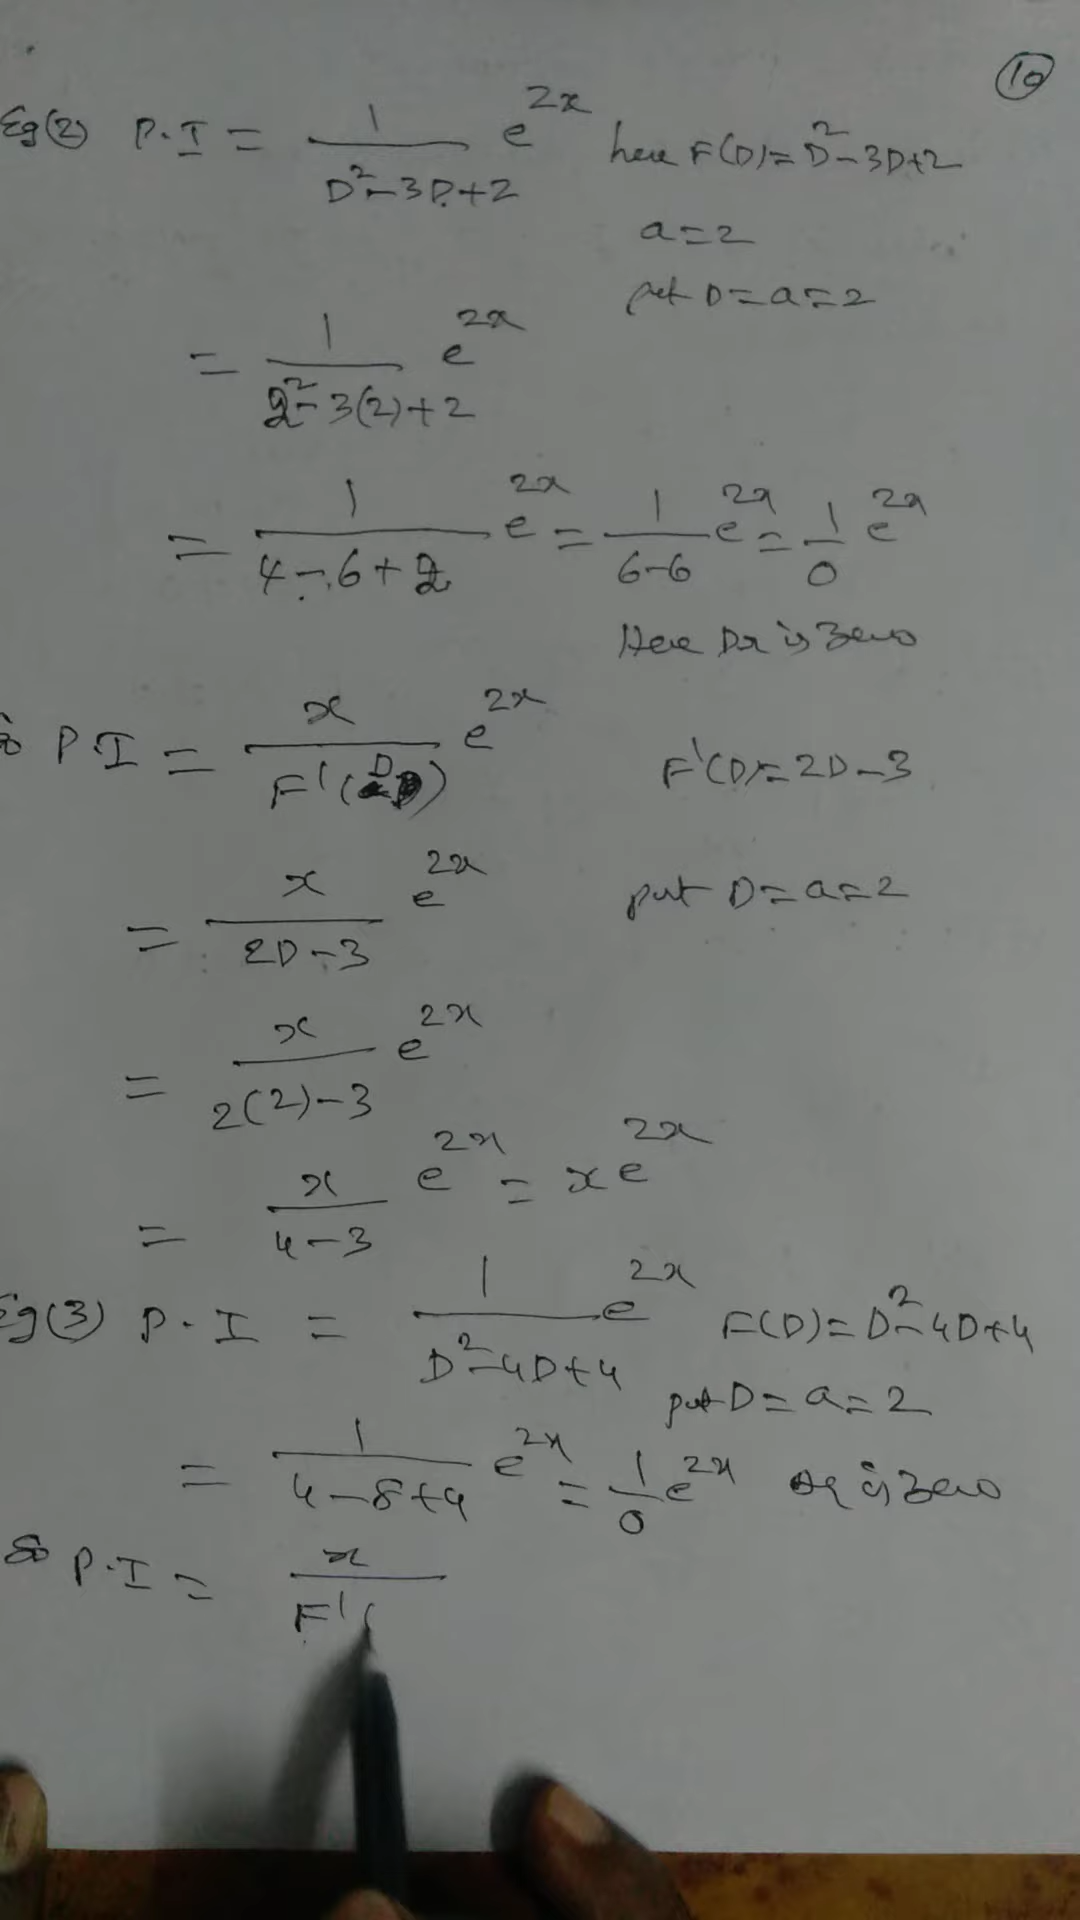 10
Eg(2) P.I = 1/(D²-3D+2) e^2x here F(D)=D²-3D+2
a=2
put D=a=2
= 1/(2²-3(2)+2) e^2x
= 1/(4-6+2) e^2x = 1/(6-6) e^2x = 1/0 e^2x
Here Dr is Zero
So P.I = x/F'(D) e^2x F'(D)=2D-3
= x/(2D-3) e^2x put D=a=2
= x/(2(2)-3) e^2x
= x/(4-3) e^2x = x e^2x
Eg(3) P.I = 1/(D²-4D+4) e^2x F(D)=D²-4D+4
put D=a=2
= 1/(4-8+4) e^2x = 1/0 e^2x Dr is Zero
So P.I = x/F'(